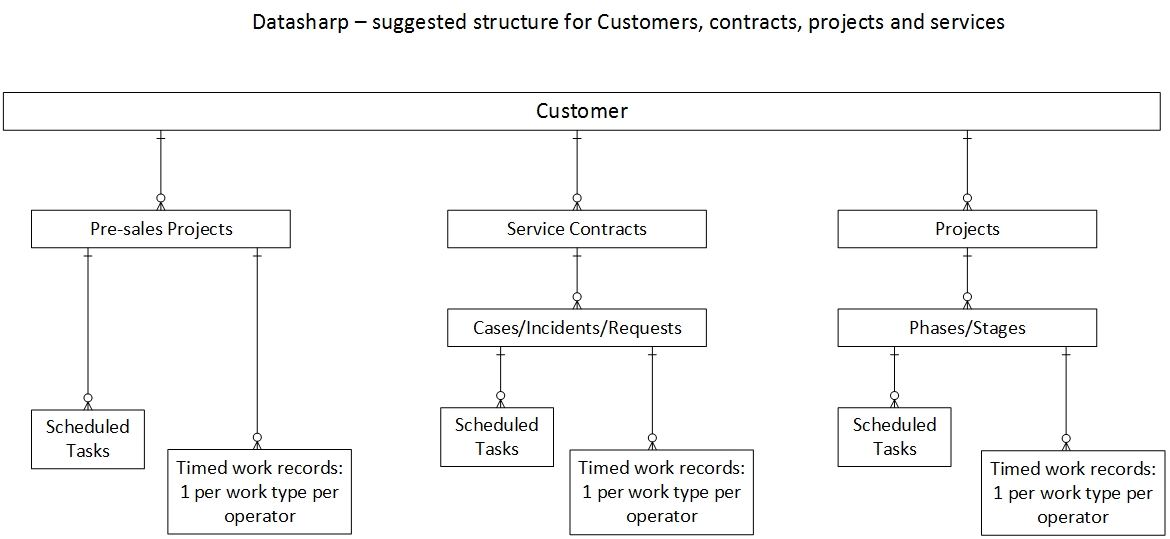 Datasharp – suggested structure for Customers, contracts, projects and services
Customer
Pre-sales Projects
Service Contracts
Projects
Cases/Incidents/Requests
Phases/Stages
Scheduled
Tasks
Timed work records:
1 per work type per
operator
Scheduled
Tasks
Timed work records:
1 per work type per
operator
Scheduled
Tasks
Timed work records:
1 per work type per
operator